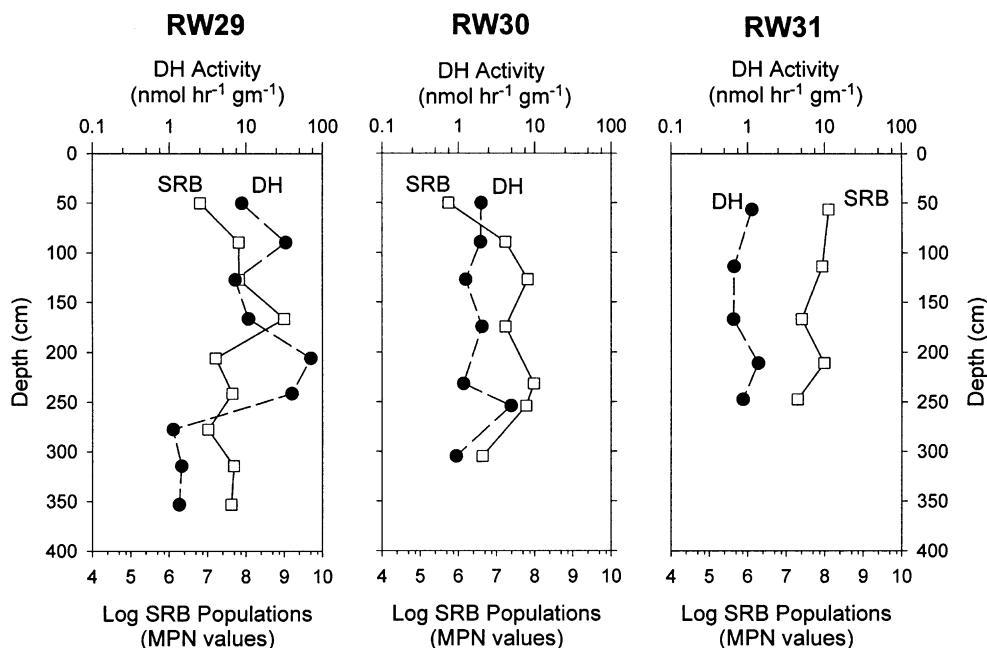 RW29 RW30 RW31
DH Activity DH Activity DH Activity
(nmol hr⁻¹ gm⁻¹) (nmol hr⁻¹ gm⁻¹) (nmol hr⁻¹ gm⁻¹)
0.1 1 10 100 0.1 1 10 100 0.1 1 10 100
0 0
SRB DH SRB DH DH SRB
50 50
100 100
150 150
200 200
250 250
300 300
350 350
400 400
Depth (cm) Depth (cm)
4 5 6 7 8 9 10 4 5 6 7 8 9 10 4 5 6 7 8 9 10
Log SRB Populations Log SRB Populations Log SRB Populations
(MPN values) (MPN values) (MPN values)